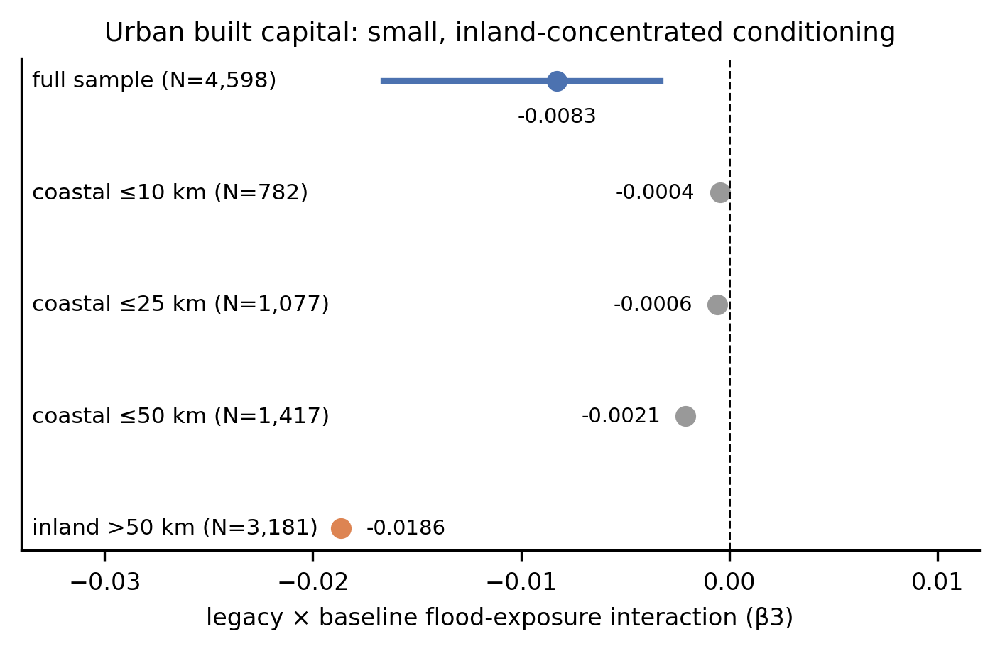 Urban built capital: small, inland-concentrated conditioning
full sample (N=4,598)
-0.0083
coastal ≤10 km (N=782)
-0.0004
coastal ≤25 km (N=1,077)
-0.0006
coastal ≤50 km (N=1,417)
-0.0021
inland >50 km (N=3,181)
-0.0186
−0.03
−0.02
−0.01
0.00
0.01
legacy × baseline flood-exposure interaction (β3)